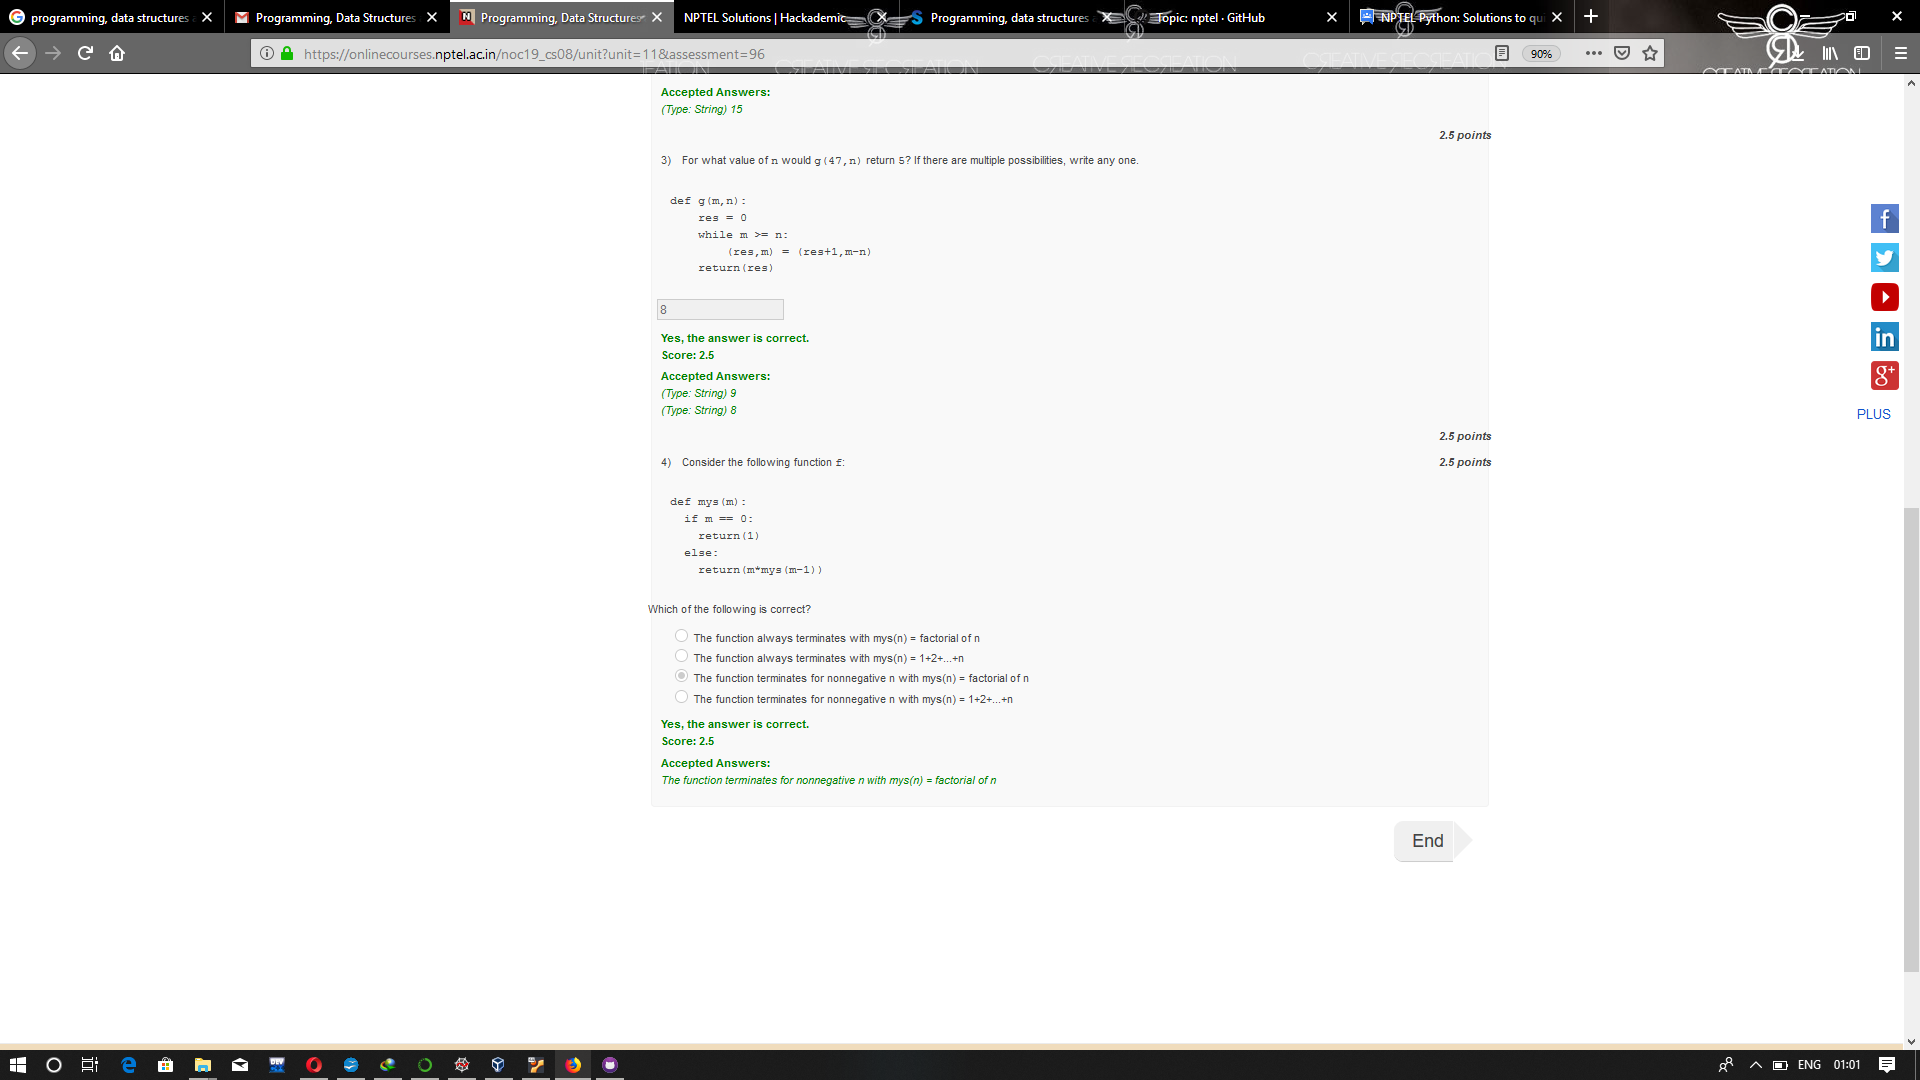 programming, data structures
Programming, Data Structures
Programming, Data Structures
NPTEL Solutions | Hackademic
Programming, data structures
Topic: nptel · GitHub
NPTEL Python: Solutions to qu
https://onlinecourses.nptel.ac.in/noc19_cs08/unit?unit=11&assessment=96
90%
CREATIVE RECREATION CREATIVE RECREATION CREATIVE RECREATION
CREATIVE RECREATION
Accepted Answers:
(Type: String) 15
2.5 points
3) For what value of n would g(47,n) return 5? If there are multiple possibilities, write any one.
def g(m,n):
res = 0
while m >= n:
(res,m) = (res+1,m-n)
return(res)
8
Yes, the answer is correct.
Score: 2.5
Accepted Answers:
(Type: String) 9
(Type: String) 8
PLUS
2.5 points
4) Consider the following function f:
2.5 points
def mys(m):
if m == 0:
return(1)
else:
return(m*mys(m-1))
Which of the following is correct?
The function always terminates with mys(n) = factorial of n
The function always terminates with mys(n) = 1+2+...+n
The function terminates for nonnegative n with mys(n) = factorial of n
The function terminates for nonnegative n with mys(n) = 1+2+...+n
Yes, the answer is correct.
Score: 2.5
Accepted Answers:
The function terminates for nonnegative n with mys(n) = factorial of n
End
ENG 01:01